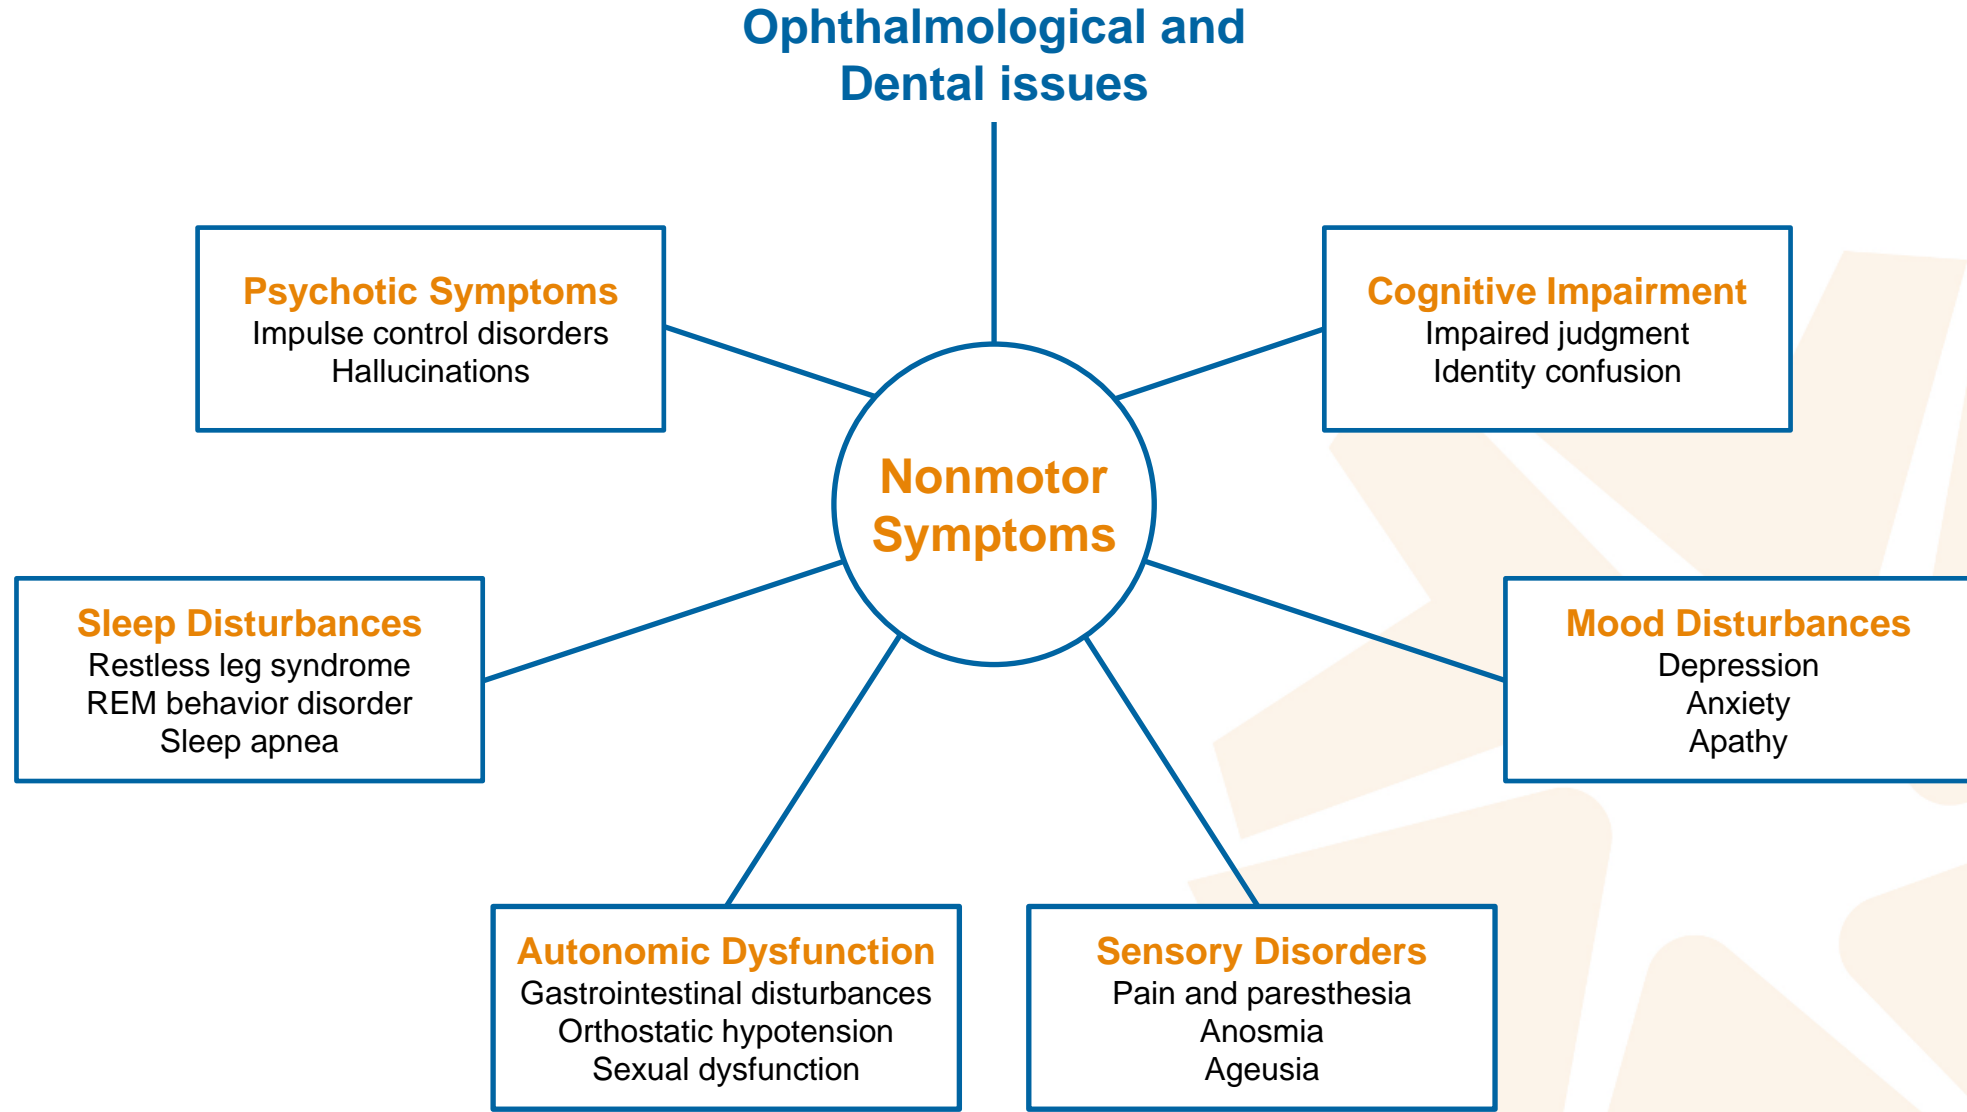 Ophthalmological and
Dental issues
Psychotic Symptoms
Impulse control disorders
Hallucinations
Cognitive Impairment
Impaired judgment
Identity confusion
Nonmotor
Symptoms
Sleep Disturbances
Restless leg syndrome
REM behavior disorder
Sleep apnea
Mood Disturbances
Depression
Anxiety
Apathy
Autonomic Dysfunction
Gastrointestinal disturbances
Orthostatic hypotension
Sexual dysfunction
Sensory Disorders
Pain and paresthesia
Anosmia
Ageusia